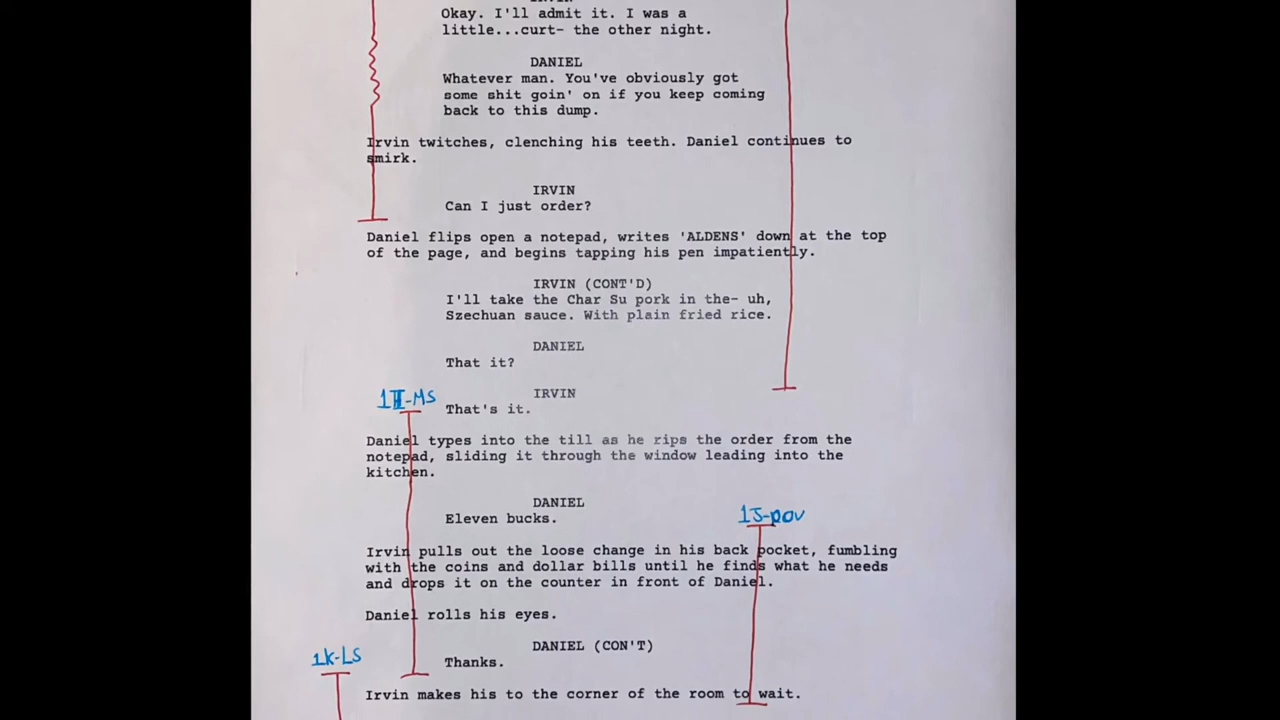 Okay. I'll admit it. I was a
little...curt- the other night.
DANIEL
Whatever man. You've obviously got
some shit goin' on if you keep coming
back to this dump.
Irvin twitches, clenching his teeth. Daniel continues to
smirk.
IRVIN
Can I just order?
Daniel flips open a notepad, writes 'ALDENS' down at the top
of the page, and begins tapping his pen impatiently.
IRVIN (CONT'D)
I'll take the Char Su pork in the- uh,
Szechuan sauce. With plain fried rice.
DANIEL
That it?
IRVIN
1I-MS
That's it.
Daniel types into the till as he rips the order from the
notepad, sliding it through the window leading into the
kitchen.
DANIEL
Eleven bucks.
1J-POV
Irvin pulls out the loose change in his back pocket, fumbling
with the coins and dollar bills until he finds what he needs
and drops it on the counter in front of Daniel.
Daniel rolls his eyes.
DANIEL (CON'T)
Thanks.
1K-LS
Irvin makes his to the corner of the room to wait.